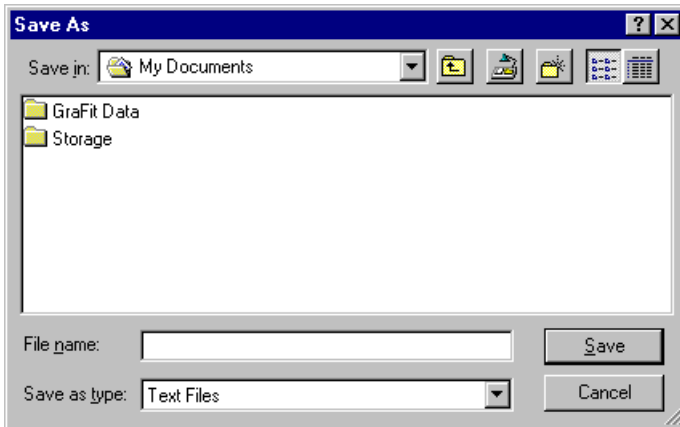 Save As
Save in: My Documents
GraFit Data
Storage
File name: Save
Save as type: Text Files Cancel